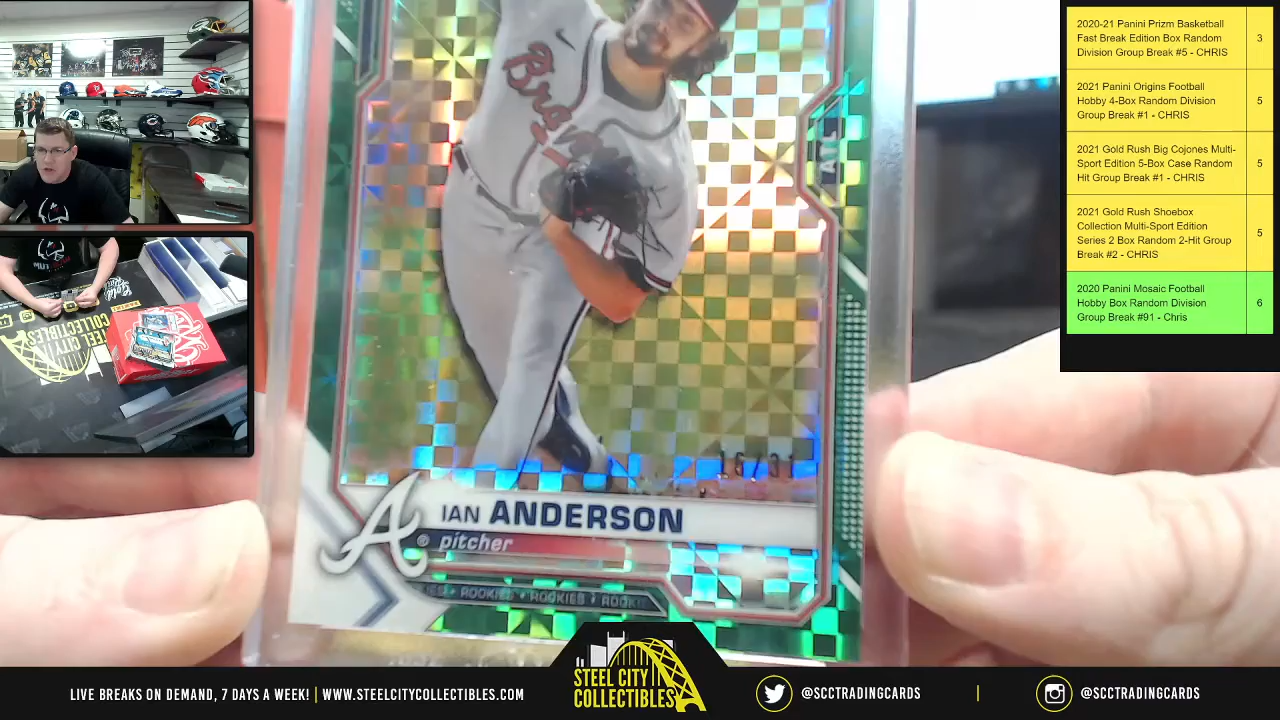 2020-21 Panini Prizm Basketball
Fast Break Edition Box Random
Division Group Break #5 - CHRIS
3
2021 Panini Origins Football
Hobby 4-Box Random Division
Group Break #1 - CHRIS
5
2021 Gold Rush Big Cojones Multi-
Sport Edition 5-Box Case Random
Hit Group Break #1 - CHRIS
5
2021 Gold Rush Shoebox
Collection Multi-Sport Edition
Series 2 Box Random 2-Hit Group
Break #2 - CHRIS
5
2020 Panini Mosaic Football
Hobby Box Random Division
Group Break #91 - Chris
6
Braves
A
IAN ANDERSON
pitcher
ROOKIES • ROOKIES
STEEL CITY
COLLECTIBLES
LIVE BREAKS ON DEMAND, 7 DAYS A WEEK! | WWW.STEELCITYCOLLECTIBLES.COM
@SCCTRADINGCARDS | @SCCTRADINGCARDS